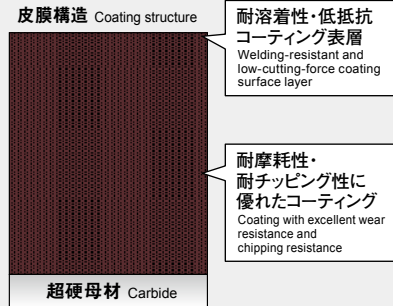 皮膜構造 Coating structure
耐溶着性・低抵抗
コーティング表層
Welding-resistant and
low-cutting-force coating
surface layer
耐摩耗性・
耐チッピング性に
優れたコーティング
Coating with excellent wear
resistance and
chipping resistance
超硬母材 Carbide